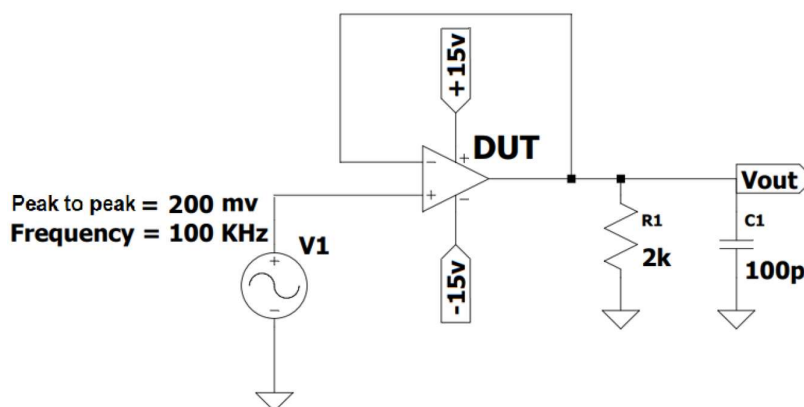 +15v
DUT
Peak to peak = 200 mv
Frequency = 100 KHz
V1
-15v
Vout
R1
2k
C1
100p